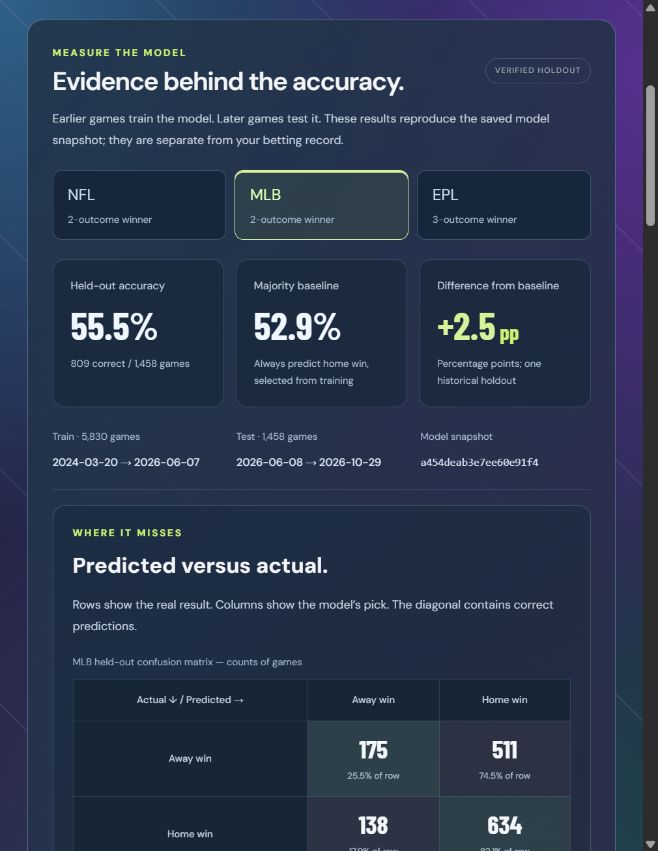 MEASURE THE MODEL
Evidence behind the accuracy.
VERIFIED HOLDOUT
Earlier games train the model. Later games test it. These results reproduce the saved model
snapshot; they are separate from your betting record.
NFL
2-outcome winner
MLB
2-outcome winner
EPL
3-outcome winner
Held-out accuracy
55.5%
809 correct / 1,458 games
Majority baseline
52.9%
Always predict home win,
selected from training
Difference from baseline
+2.5 pp
Percentage points; one
historical holdout
Train · 5,830 games
2024-03-20 → 2026-06-07
Test · 1,458 games
2026-06-08 → 2026-10-29
Model snapshot
a454deab3e7ee60e91f4
WHERE IT MISSES
Predicted versus actual.
Rows show the real result. Columns show the model's pick. The diagonal contains correct
predictions.
MLB held-out confusion matrix — counts of games
Actual ↓ / Predicted → Away win Home win
Away win
175
25.5% of row
511
74.5% of row
Home win
138
634